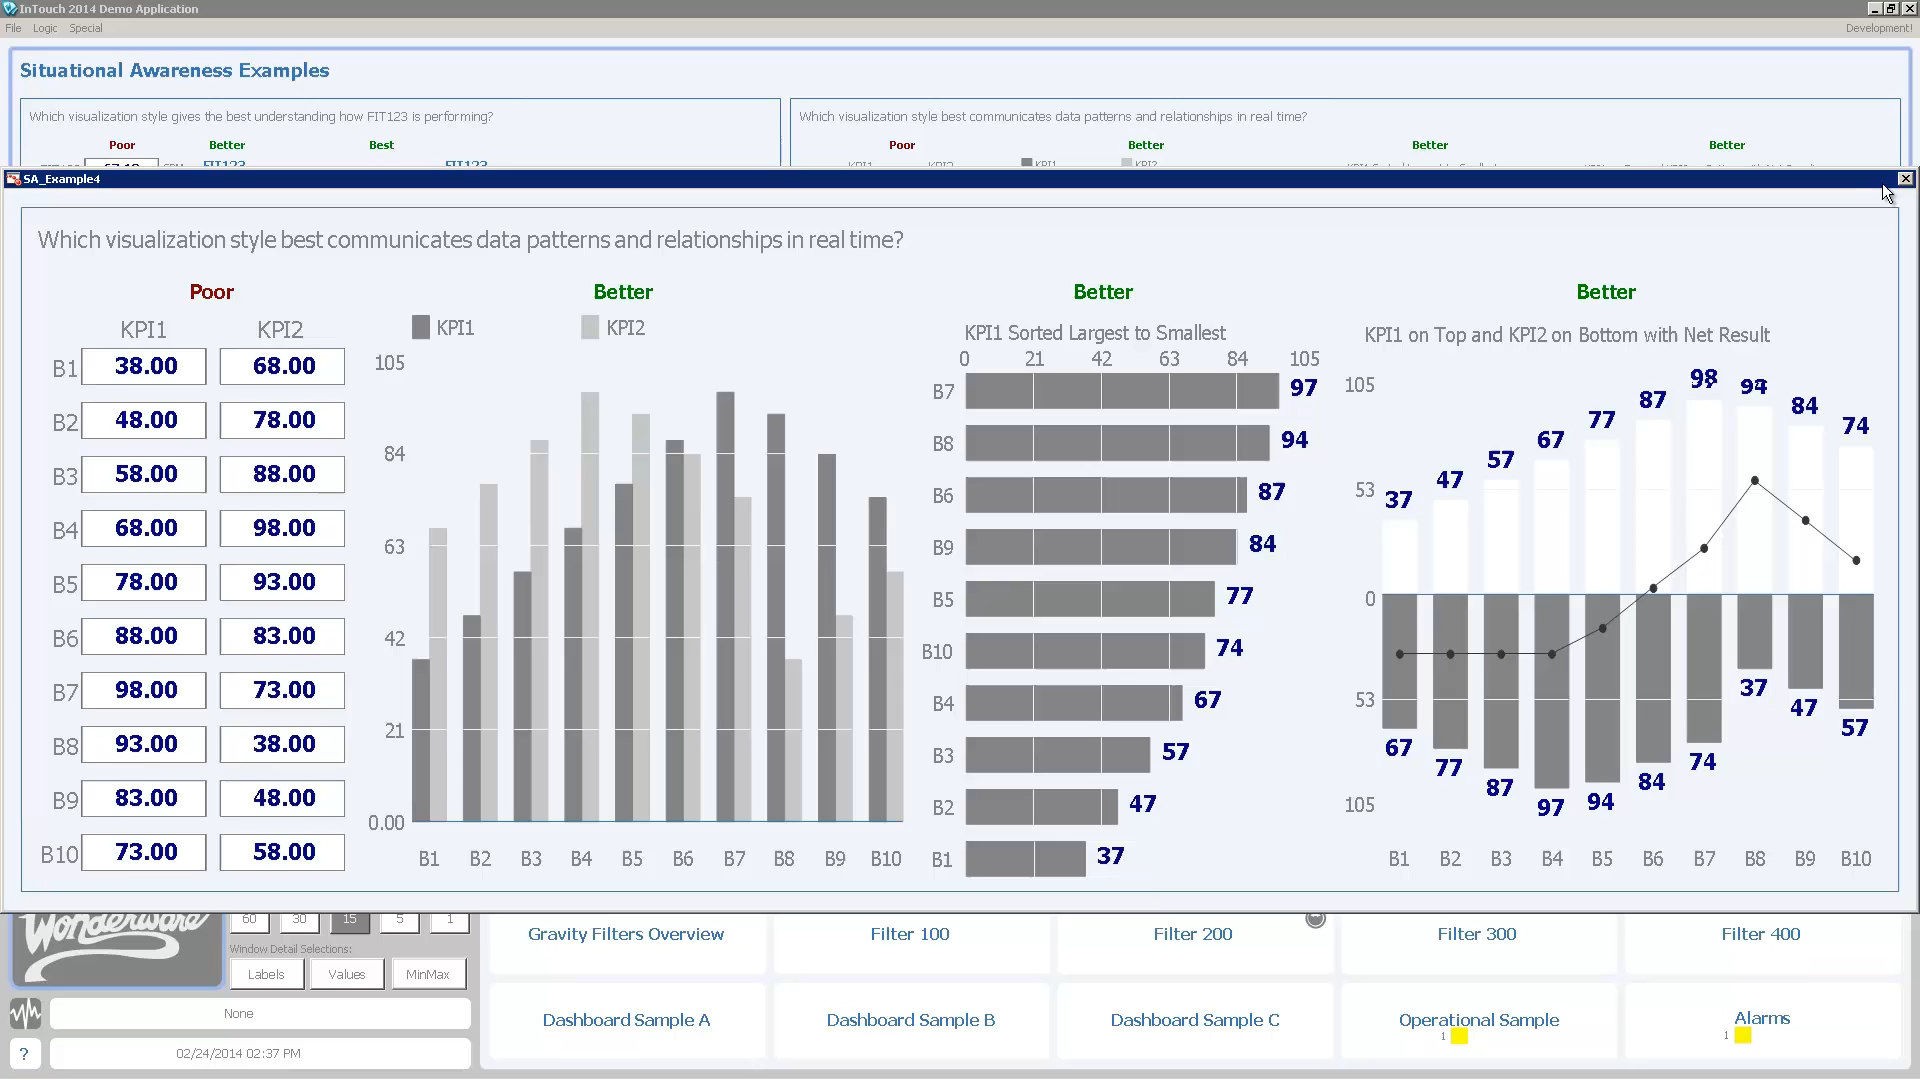 InTouch 2014 Demo Application
File Logic Special Development!
Situational Awareness Examples
Which visualization style gives the best understanding how FIT123 is performing?
Which visualization style best communicates data patterns and relationships in real time?
Poor Better Best
Poor Better Better Better
SA_Example4
Which visualization style best communicates data patterns and relationships in real time?
Poor
KPI1 KPI2
B1 38.00 68.00
B2 48.00 78.00
B3 58.00 88.00
B4 68.00 98.00
B5 78.00 93.00
B6 88.00 83.00
B7 98.00 73.00
B8 93.00 38.00
B9 83.00 48.00
B10 73.00 58.00
Better
KPI1 KPI2
105
84
63
42
21
0.00
B1 B2 B3 B4 B5 B6 B7 B8 B9 B10
Better
KPI1 Sorted Largest to Smallest
0 21 42 63 84 105
B7 97
B8 94
B6 87
B9 84
B5 77
B10 74
B4 67
B3 57
B2 47
B1 37
Better
KPI1 on Top and KPI2 on Bottom with Net Result
105
53
0
53
105
37 47 57 67 77 87 84 74
67 77 87 97 94 84 74 37 47 57
B1 B2 B3 B4 B5 B6 B7 B8 B9 B10
Wonderware
60 30 15 5 1
Window Detail Selections:
Labels Values MinMax
None
? 02/24/2014 02:37 PM
Gravity Filters Overview Filter 100 Filter 200 Filter 300 Filter 400
Dashboard Sample A Dashboard Sample B Dashboard Sample C Operational Sample Alarms
1 1